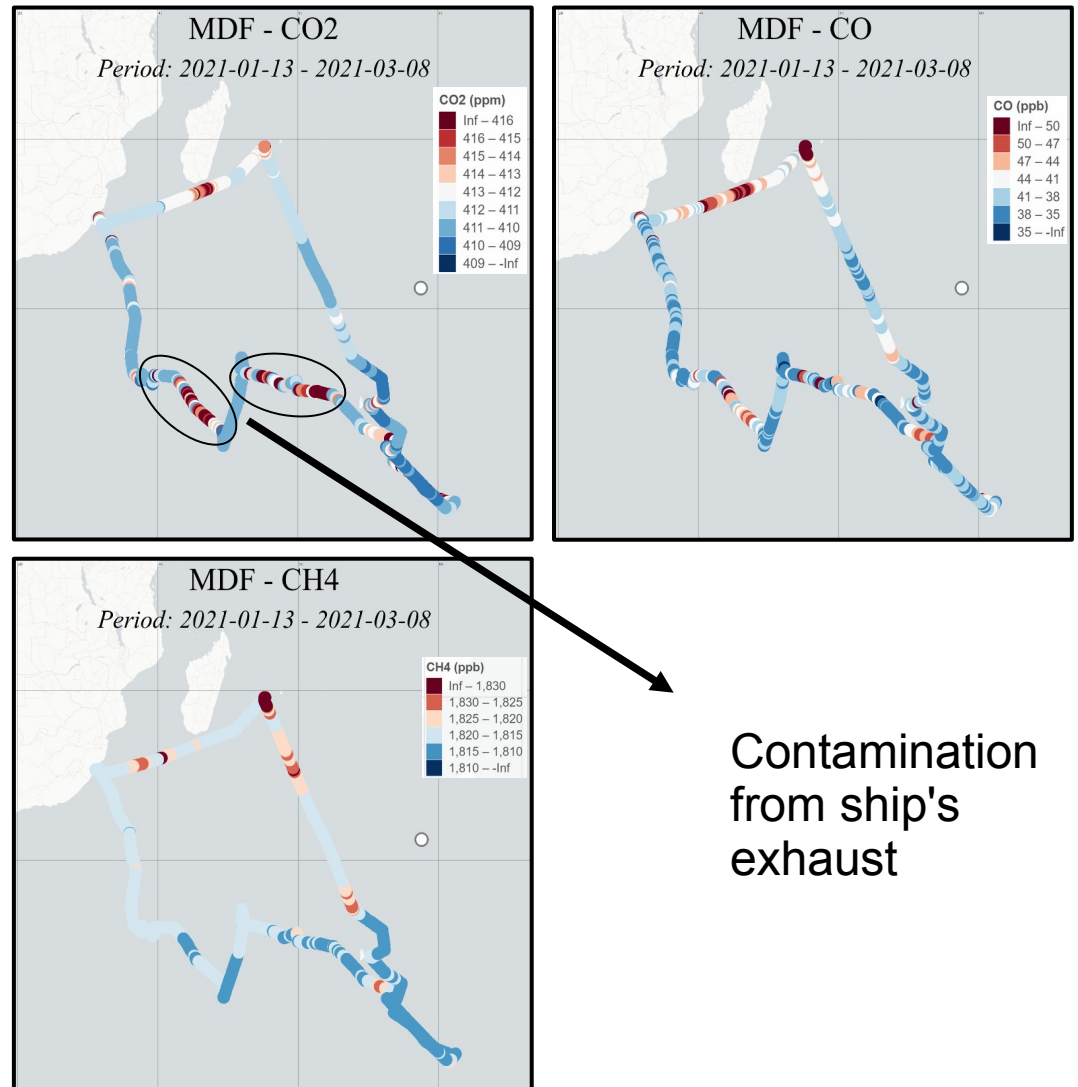 MDF - CO2
Period: 2021-01-13 - 2021-03-08
CO2 (ppm)
Inf – 416
416 – 415
415 – 414
414 – 413
413 – 412
412 – 411
411 – 410
410 – 409
409 – -Inf
MDF - CO
Period: 2021-01-13 - 2021-03-08
CO (ppb)
Inf – 50
50 – 47
47 – 44
44 – 41
41 – 38
38 – 35
35 – -Inf
MDF - CH4
Period: 2021-01-13 - 2021-03-08
CH4 (ppb)
Inf – 1,830
1,830 – 1,825
1,825 – 1,820
1,820 – 1,815
1,815 – 1,810
1,810 – -Inf
Contamination
from ship's
exhaust